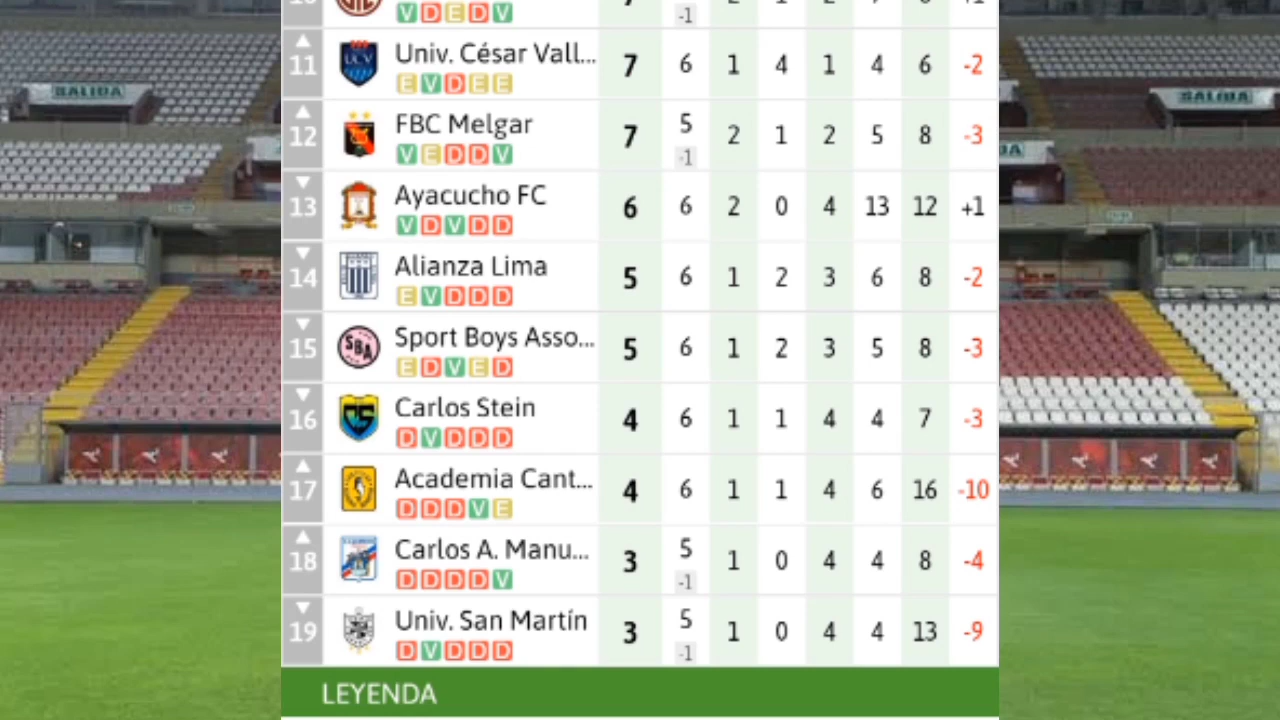 V D E D V -1
SALIDA
SALIDA
11 Univ. César Vall... 7 6 1 4 1 4 6 -2
UCV
E V D E E
12 FBC Melgar 7 5 2 1 2 5 8 -3
V E D D V -1
13 Ayacucho FC 6 6 2 0 4 13 12 +1
V D V D D
14 Alianza Lima 5 6 1 2 3 6 8 -2
E V D D D
15 Sport Boys Asso... 5 6 1 2 3 5 8 -3
SBA
E D V E D
16 Carlos Stein 4 6 1 1 4 4 7 -3
D V D D D
17 Academia Cant... 4 6 1 1 4 6 16 -10
D D D V E
18 Carlos A. Manu... 3 5 1 0 4 4 8 -4
D D D D V -1
19 Univ. San Martín 3 5 1 0 4 4 13 -9
D V D D D -1
LEYENDA